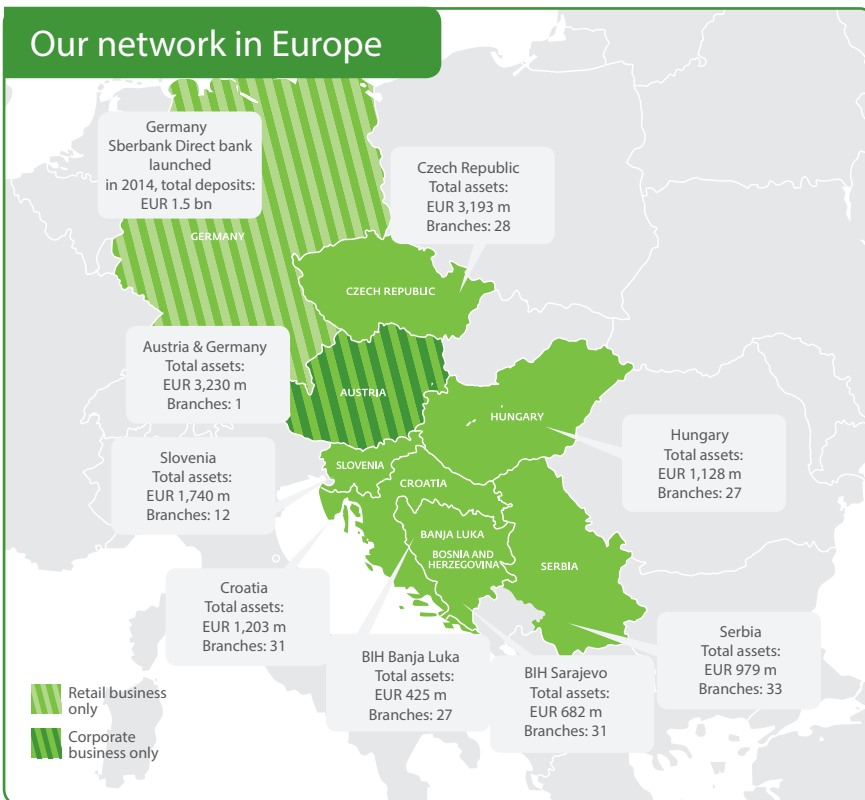 Our network in Europe
Germany
Sberbank Direct bank
launched
in 2014, total deposits:
EUR 1.5 bn
GERMANY
Czech Republic
Total assets:
EUR 3,193 m
Branches: 28
CZECH REPUBLIC
Austria & Germany
Total assets:
EUR 3,230 m
Branches: 1
AUSTRIA
HUNGARY
Hungary
Total assets:
EUR 1,128 m
Branches: 27
Slovenia
Total assets:
EUR 1,740 m
Branches: 12
SLOVENIA
CROATIA
BANJA LUKA
BOSNIA AND
HERZEGOVINA
SERBIA
Croatia
Total assets:
EUR 1,203 m
Branches: 31
BIH Banja Luka
Total assets:
EUR 425 m
Branches: 27
BIH Sarajevo
Total assets:
EUR 682 m
Branches: 31
Serbia
Total assets:
EUR 979 m
Branches: 33
Retail business
only
Corporate
business only